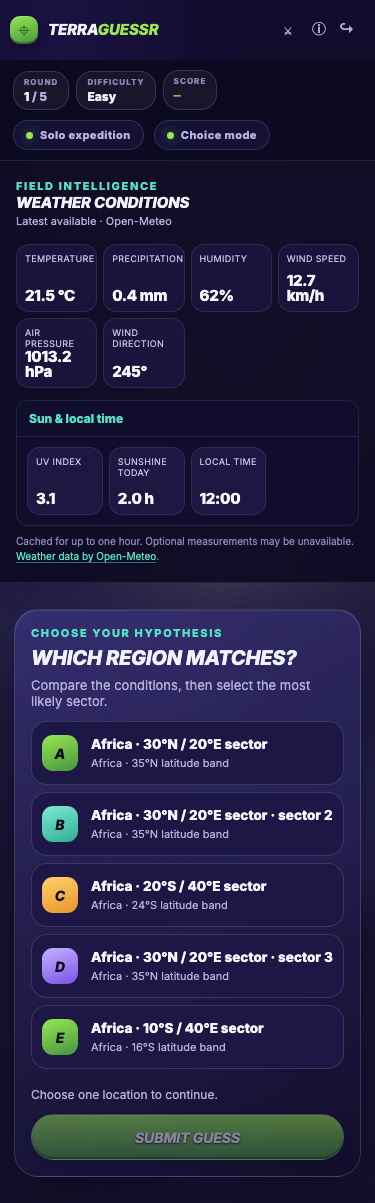 TERRAGUESSR
ROUND
1 / 5
DIFFICULTY
Easy
SCORE
–
Solo expedition
Choice mode
FIELD INTELLIGENCE
WEATHER CONDITIONS
Latest available · Open-Meteo
TEMPERATURE
21.5 °C
PRECIPITATION
0.4 mm
HUMIDITY
62%
WIND SPEED
12.7
km/h
AIR
PRESSURE
1013.2
hPa
WIND
DIRECTION
245°
Sun & local time
UV INDEX
3.1
SUNSHINE
TODAY
2.0 h
LOCAL TIME
12:00
Cached for up to one hour. Optional measurements may be unavailable.
Weather data by Open-Meteo.
CHOOSE YOUR HYPOTHESIS
WHICH REGION MATCHES?
Compare the conditions, then select the most
likely sector.
A
Africa · 30°N / 20°E sector
Africa · 35°N latitude band
B
Africa · 30°N / 20°E sector · sector 2
Africa · 35°N latitude band
C
Africa · 20°S / 40°E sector
Africa · 24°S latitude band
D
Africa · 30°N / 20°E sector · sector 3
Africa · 35°N latitude band
E
Africa · 10°S / 40°E sector
Africa · 16°S latitude band
Choose one location to continue.
SUBMIT GUESS